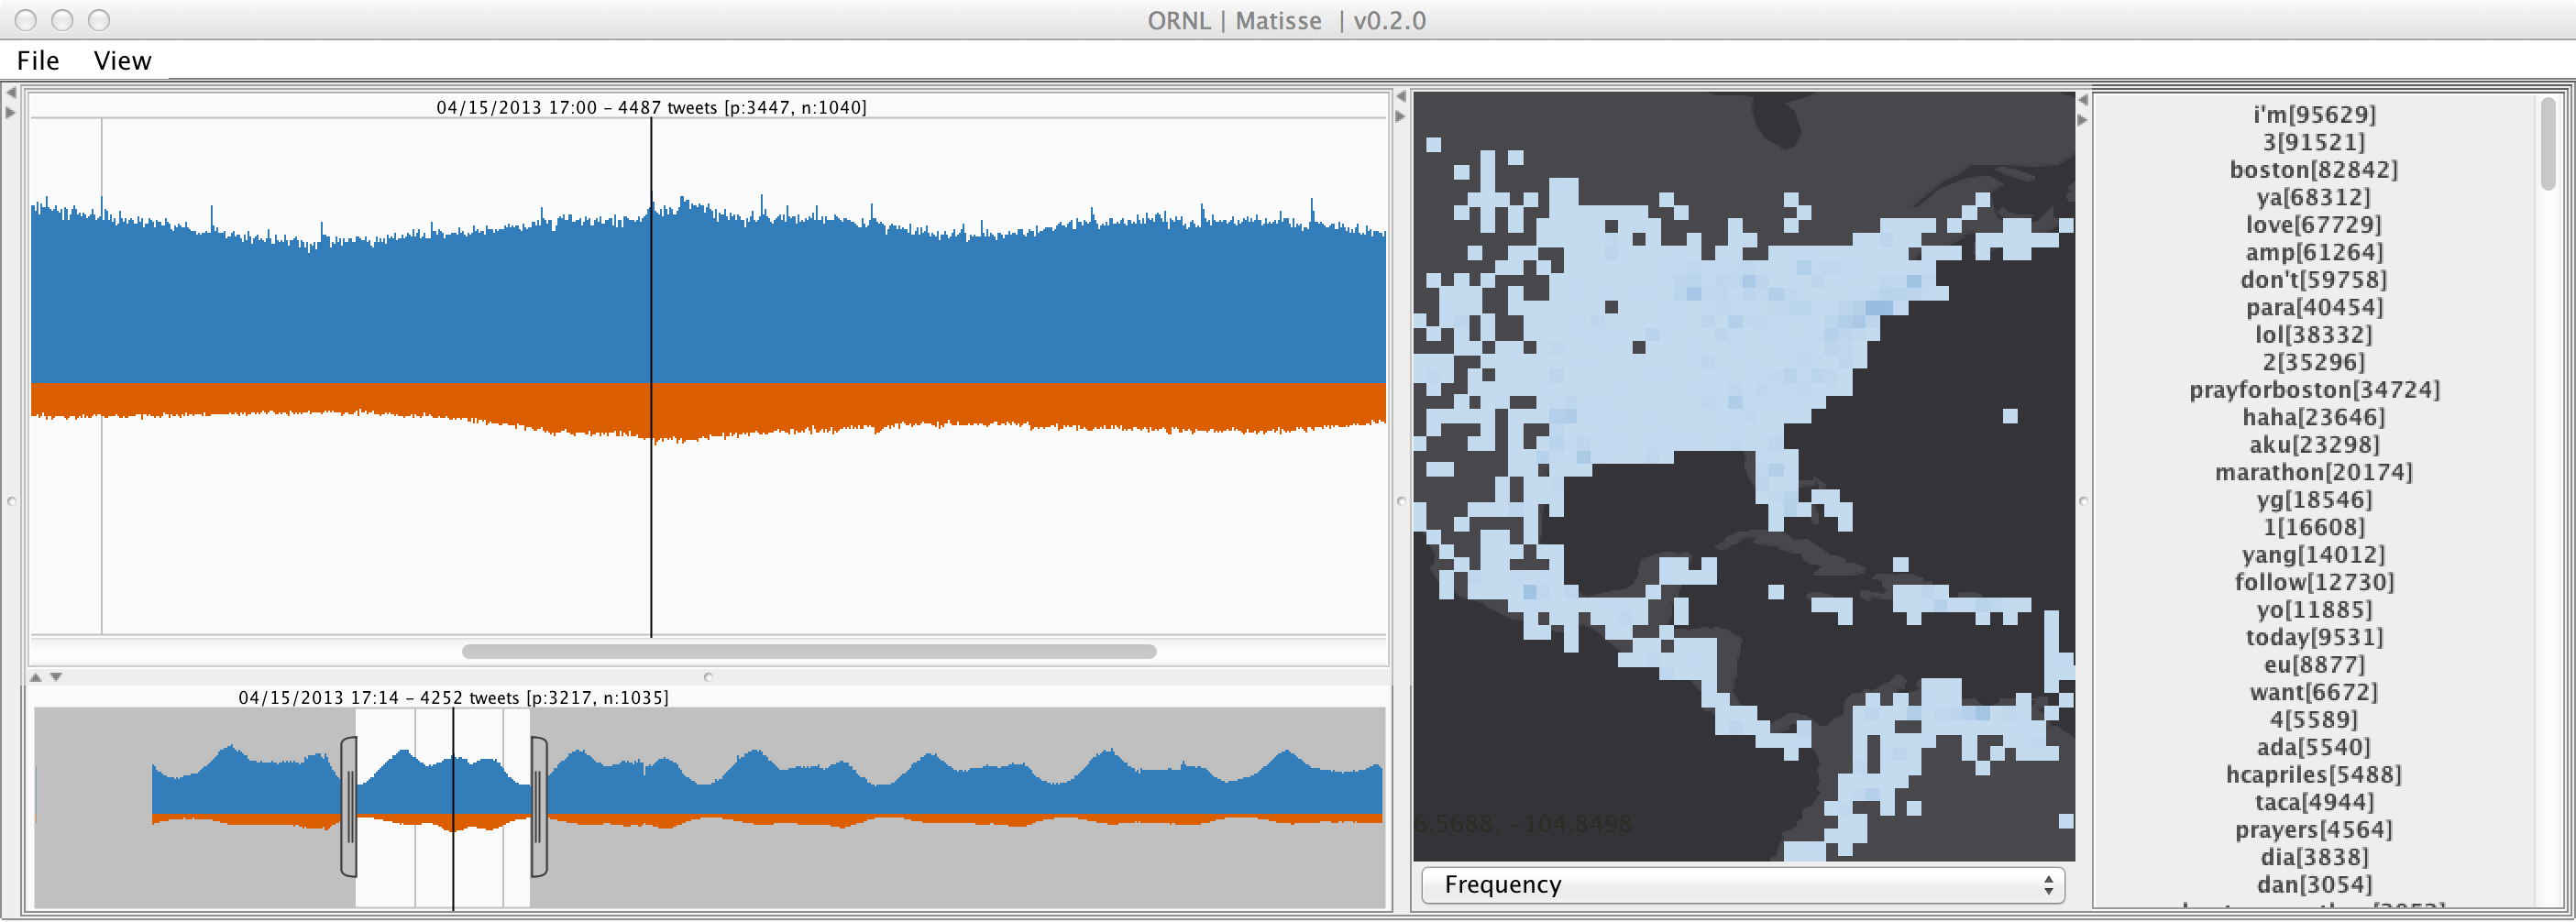 ORNL | Matisse | v0.2.0
File View
04/15/2013 17:00 – 4487 tweets [p:3447, n:1040]
04/15/2013 17:14 – 4252 tweets [p:3217, n:1035]
6.5688, −104.8498
Frequency
i'm[95629]
3[91521]
boston[82842]
ya[68312]
love[67729]
amp[61264]
don't[59758]
para[40454]
lol[38332]
2[35296]
prayforboston[34724]
haha[23646]
aku[23298]
marathon[20174]
yg[18546]
1[16608]
yang[14012]
follow[12730]
yo[11885]
today[9531]
eu[8877]
want[6672]
4[5589]
ada[5540]
hcapriles[5488]
taca[4944]
prayers[4564]
dia[3838]
dan[3054]